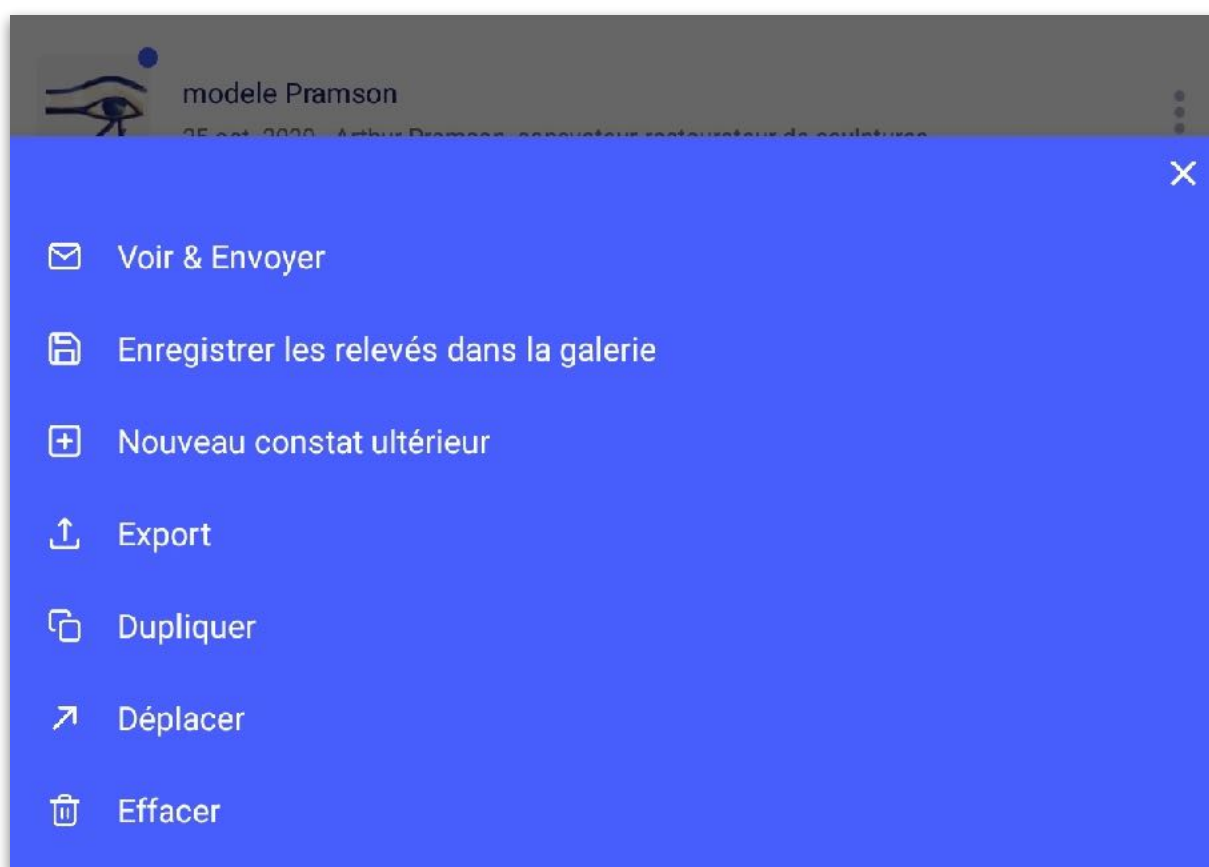 modele Pramson
Voir & Envoyer
Enregistrer les relevés dans la galerie
Nouveau constat ultérieur
Export
Dupliquer
Déplacer
Effacer